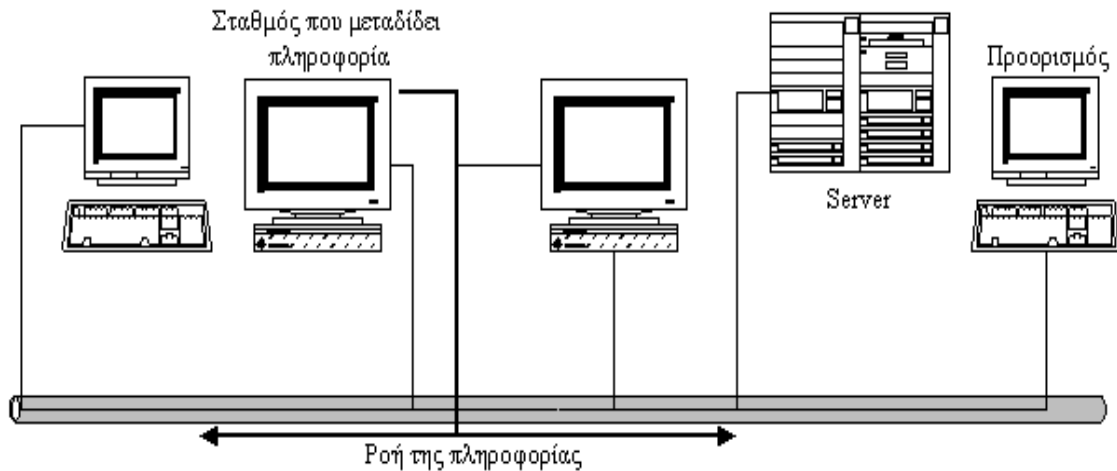 Σταθμός που μεταδίδει
πληροφορία
Προορισμός
Server
Ροή της πληροφορίας